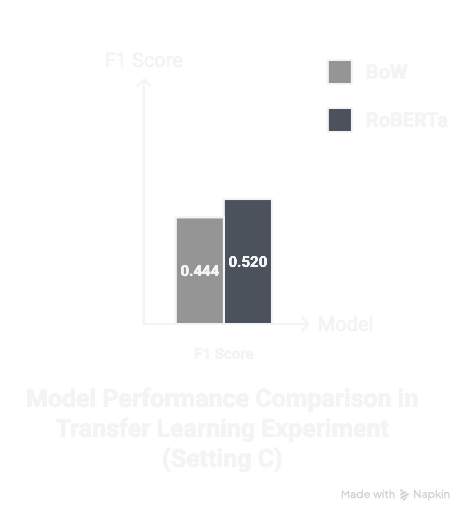 F1 Score
BoW
RoBERTa
0.444
0.520
Model
F1 Score
Model Performance Comparison in
Transfer Learning Experiment
(Setting C)
Made with Napkin